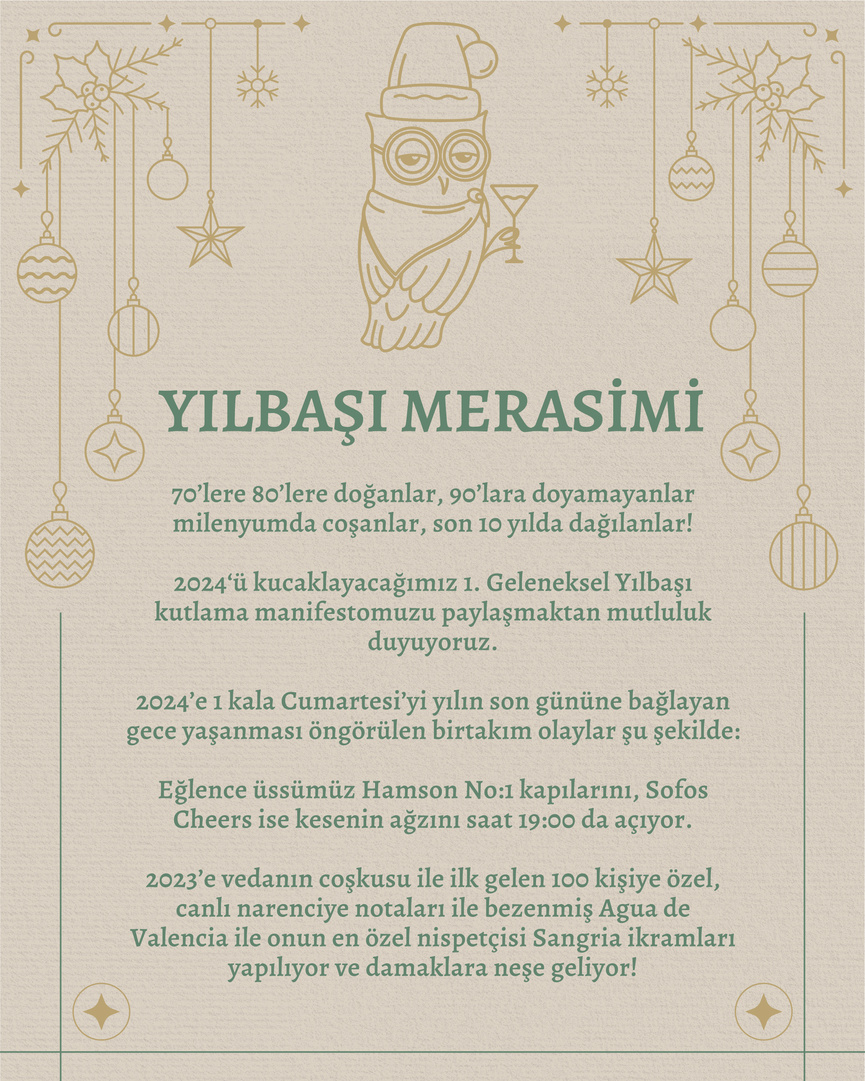 YILBAŞI MERASİMİ
70’lere 80’lere doğanlar, 90’lara doyamayanlar
milenyumda coşanlar, son 10 yılda dağılanlar!
2024‘ü kucaklayacağımız 1. Geleneksel Yılbaşı
kutlama manifestomuzu paylaşmaktan mutluluk
duyuyoruz.
2024’e 1 kala Cumartesi’yi yılın son gününe bağlayan
gece yaşanması öngörülen birtakım olaylar şu şekilde:
Eğlence üssümüz Hamson No:1 kapılarını, Sofos
Cheers ise kesenin ağzını saat 19:00 da açıyor.
2023’e vedanın coşkusu ile ilk gelen 100 kişiye özel,
canlı narenciye notaları ile bezenmiş Agua de
Valencia ile onun en özel nispetçisi Sangria ikramları
yapılıyor ve damaklara neşe geliyor!